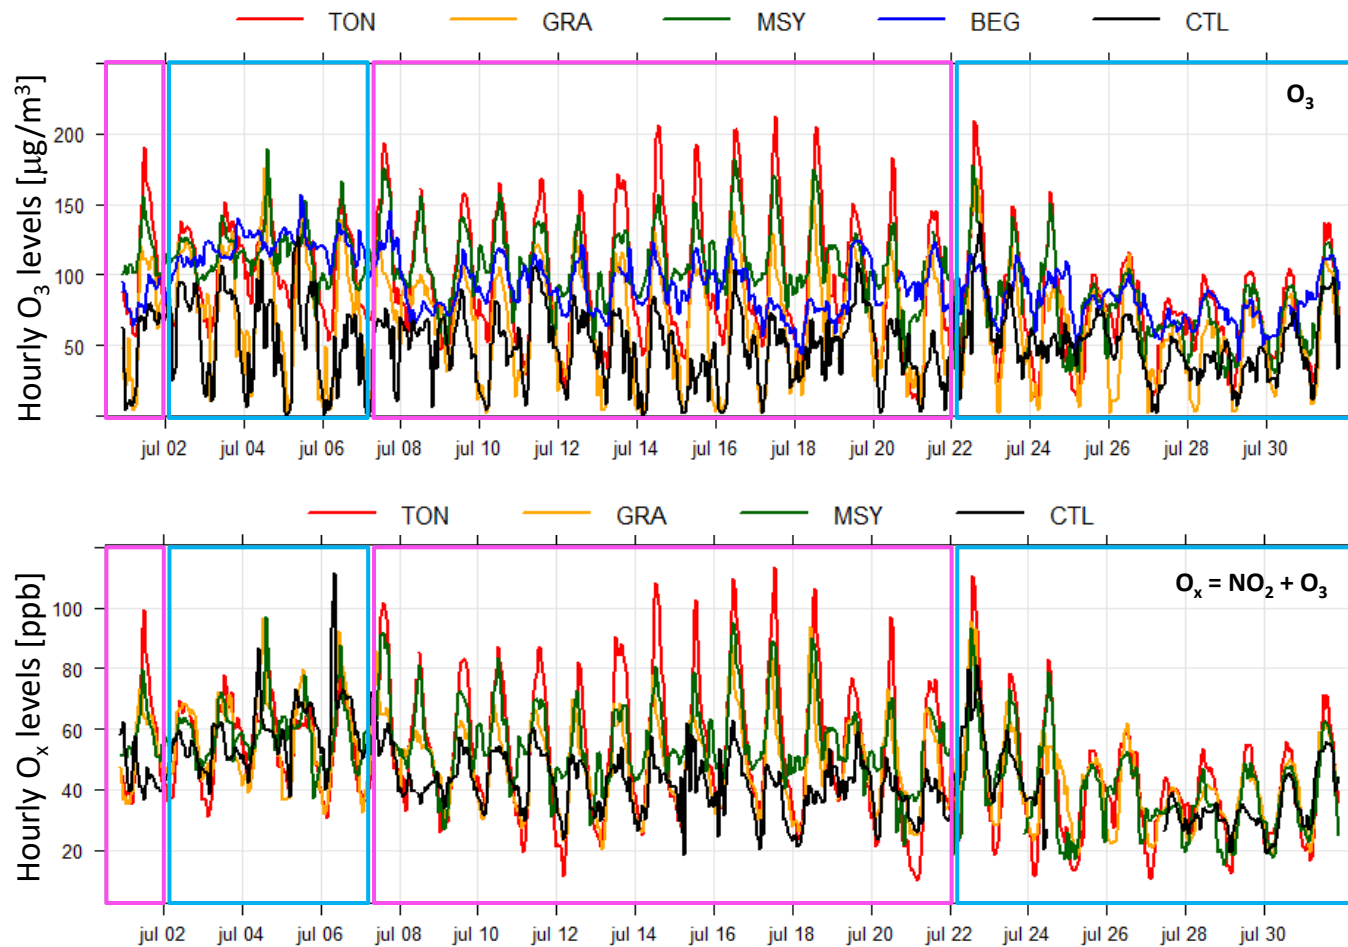 TON GRA MSY BEG CTL
Hourly O₃ levels [µg/m³]
O₃
200
150
100
50
jul 02 jul 04 jul 06 jul 08 jul 10 jul 12 jul 14 jul 16 jul 18 jul 20 jul 22 jul 24 jul 26 jul 28 jul 30
TON GRA MSY CTL
Hourly Oₓ levels [ppb]
Oₓ = NO₂ + O₃
100
80
60
40
20
jul 02 jul 04 jul 06 jul 08 jul 10 jul 12 jul 14 jul 16 jul 18 jul 20 jul 22 jul 24 jul 26 jul 28 jul 30